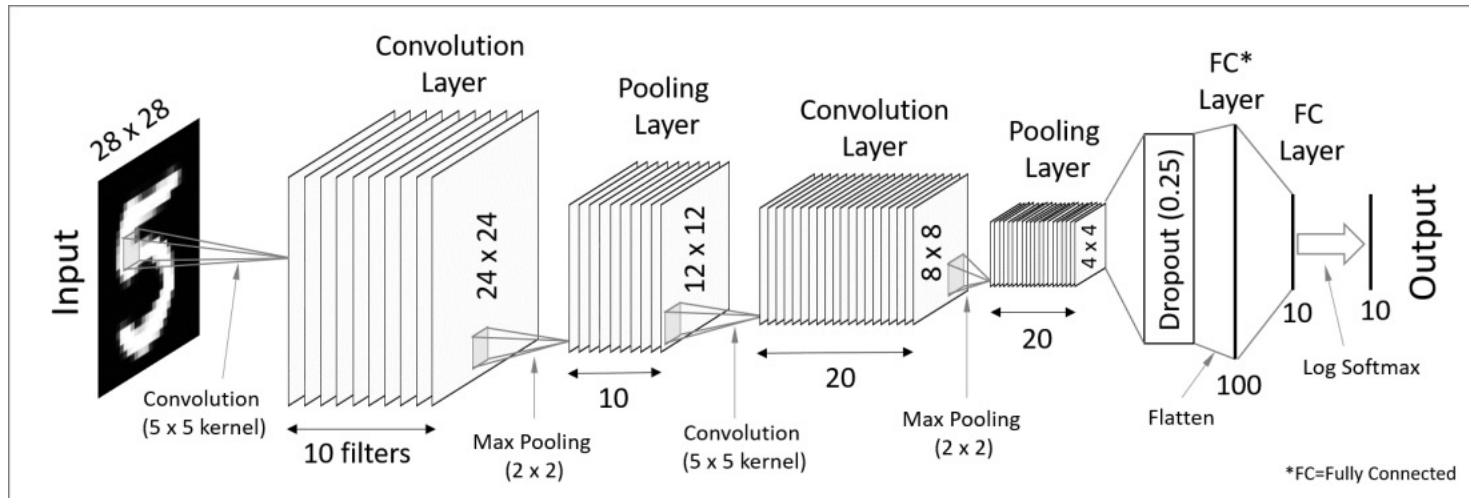 Input
28 x 28
Convolution
(5 x 5 kernel)
Convolution
Layer
24 x 24
10 filters
Max Pooling
(2 x 2)
Pooling
Layer
12 x 12
10
Convolution
(5 x 5 kernel)
Convolution
Layer
8 x 8
20
Max Pooling
(2 x 2)
Pooling
Layer
4 x 4
20
Dropout (0.25)
Flatten
FC*
Layer
100
FC
Layer
10
Log Softmax
10
Output
*FC=Fully Connected